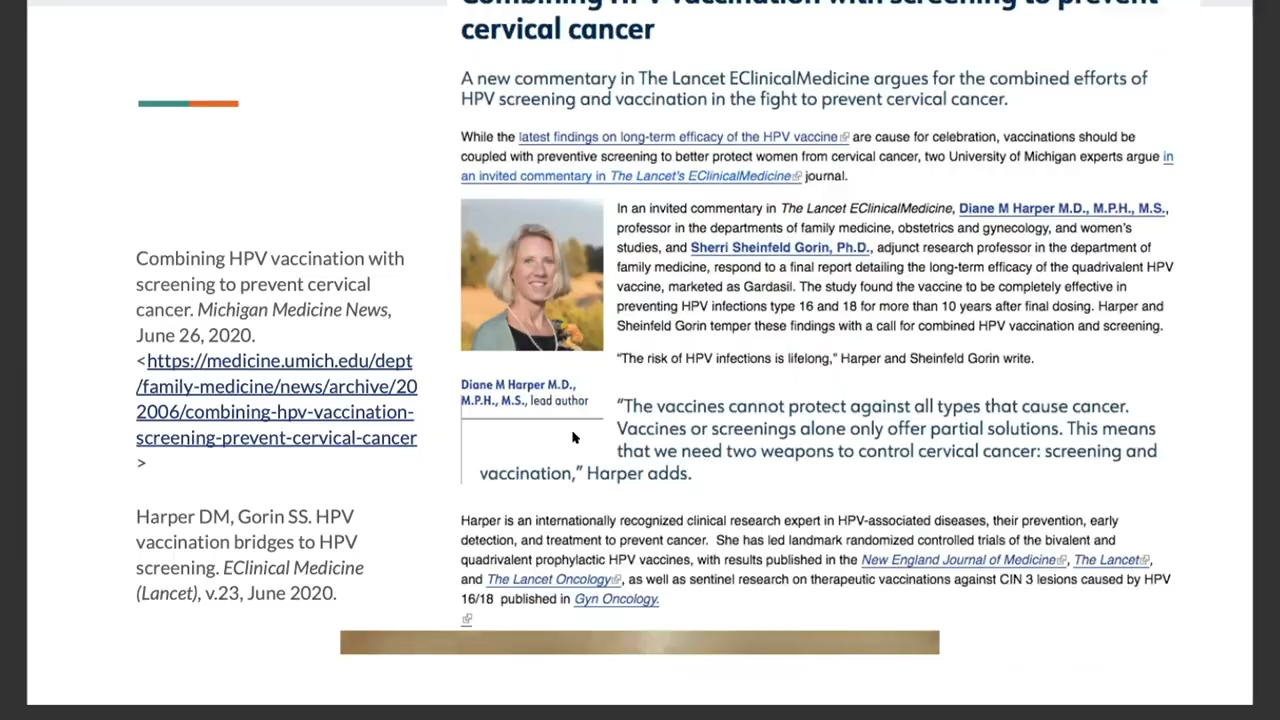 Combining HPV vaccination with screening to prevent
cervical cancer
A new commentary in The Lancet EClinicalMedicine argues for the combined efforts of
HPV screening and vaccination in the fight to prevent cervical cancer.
While the latest findings on long-term efficacy of the HPV vaccine are cause for celebration, vaccinations should be
coupled with preventive screening to better protect women from cervical cancer, two University of Michigan experts argue in
an invited commentary in The Lancet's EClinicalMedicine journal.
In an invited commentary in The Lancet EClinicalMedicine, Diane M Harper M.D., M.P.H., M.S.,
professor in the departments of family medicine, obstetrics and gynecology, and women's
studies, and Sherri Sheinfeld Gorin, Ph.D., adjunct research professor in the department of
family medicine, respond to a final report detailing the long-term efficacy of the quadrivalent HPV
vaccine, marketed as Gardasil. The study found the vaccine to be completely effective in
preventing HPV infections type 16 and 18 for more than 10 years after final dosing. Harper and
Sheinfeld Gorin temper these findings with a call for combined HPV vaccination and screening.
"The risk of HPV infections is lifelong," Harper and Sheinfeld Gorin write.
Diane M Harper M.D.,
M.P.H., M.S., lead author
"The vaccines cannot protect against all types that cause cancer.
Vaccines or screenings alone only offer partial solutions. This means
that we need two weapons to control cervical cancer: screening and
vaccination," Harper adds.
Harper is an internationally recognized clinical research expert in HPV-associated diseases, their prevention, early
detection, and treatment to prevent cancer. She has led landmark randomized controlled trials of the bivalent and
quadrivalent prophylactic HPV vaccines, with results published in the New England Journal of Medicine, The Lancet,
and The Lancet Oncology, as well as sentinel research on therapeutic vaccinations against CIN 3 lesions caused by HPV
16/18 published in Gyn Oncology.
Combining HPV vaccination with
screening to prevent cervical
cancer. Michigan Medicine News,
June 26, 2020.
<https://medicine.umich.edu/dept
/family-medicine/news/archive/20
2006/combining-hpv-vaccination-
screening-prevent-cervical-cancer
>
Harper DM, Gorin SS. HPV
vaccination bridges to HPV
screening. EClinical Medicine
(Lancet), v.23, June 2020.